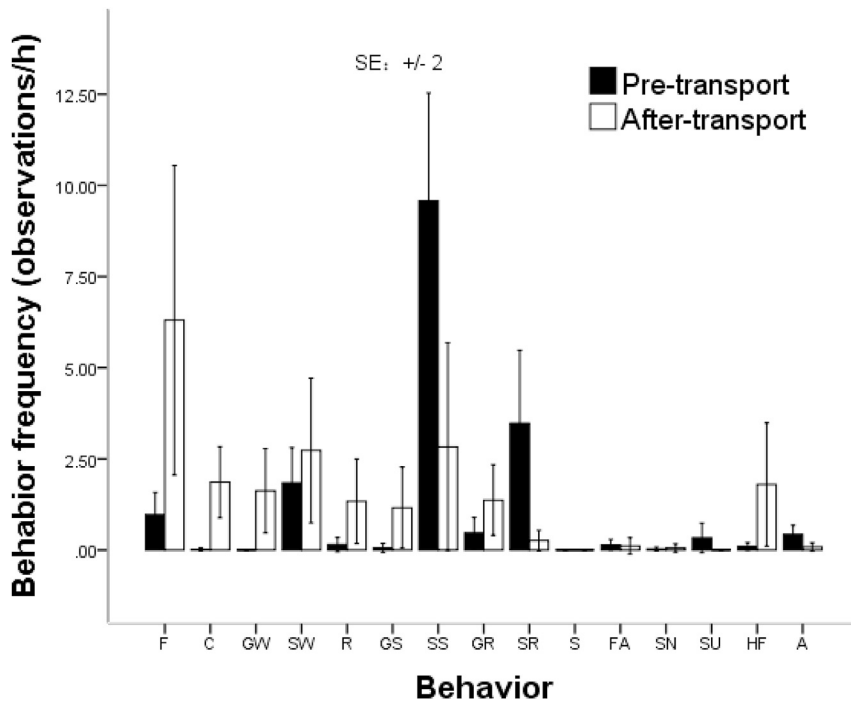 SE: +/- 2
Pre-transport
After-transport
Behabior frequency (observations/h)
12.50
10.00
7.50
5.00
2.50
.00
F C GW SW R GS SS GR SR S FA SN SU HF A
Behavior